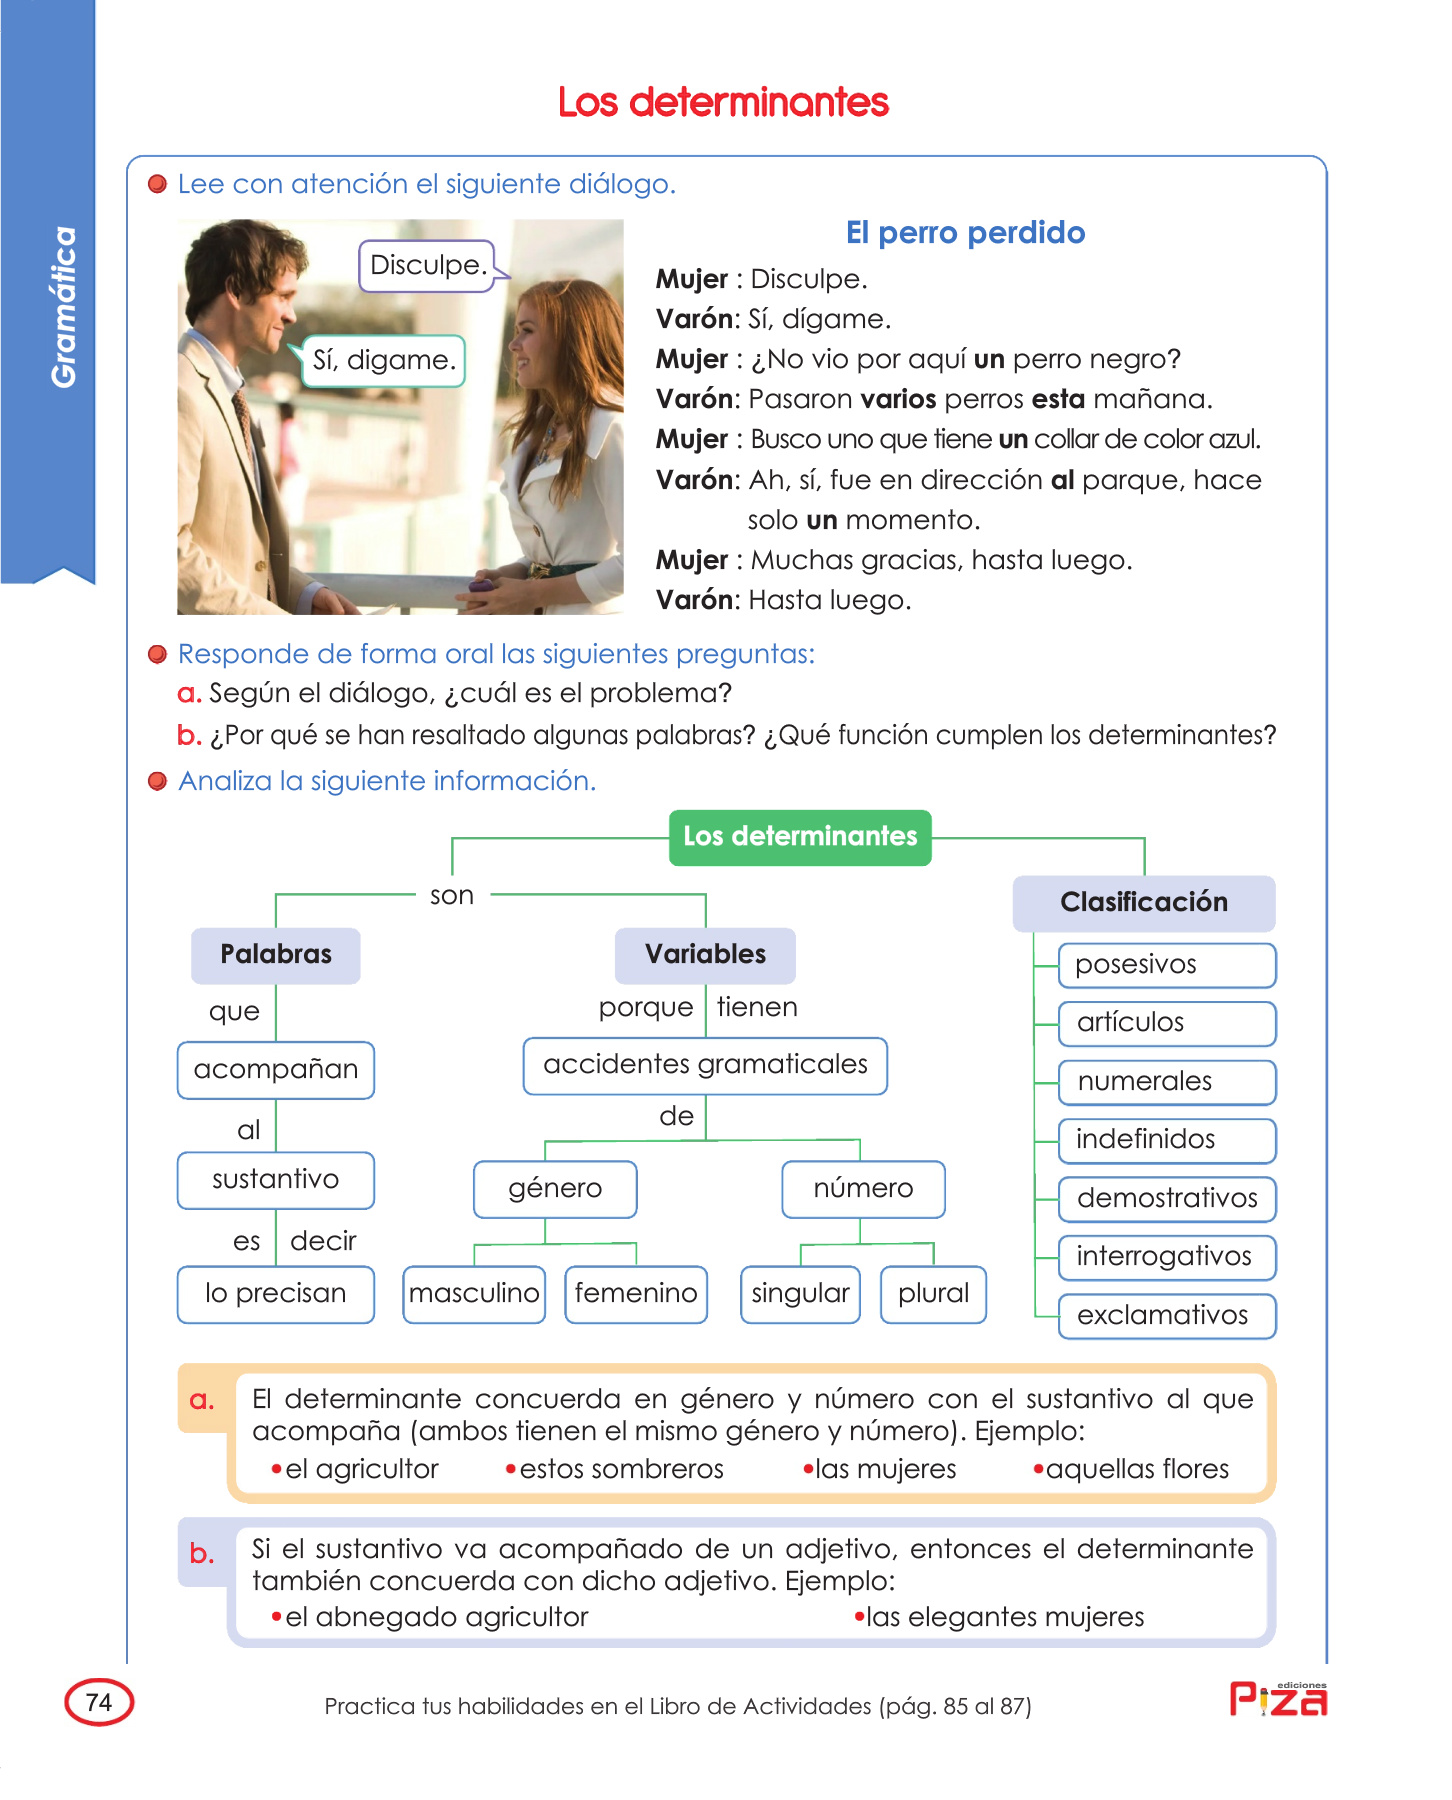 Gramática
Los determinantes
Lee con atención el siguiente diálogo.
Disculpe.
Sí, digame.
El perro perdido
Mujer : Disculpe.
Varón: Sí, dígame.
Mujer : ¿No vio por aquí un perro negro?
Varón: Pasaron varios perros esta mañana.
Mujer : Busco uno que tiene un collar de color azul.
Varón: Ah, sí, fue en dirección al parque, hace
solo un momento.
Mujer : Muchas gracias, hasta luego.
Varón: Hasta luego.
Responde de forma oral las siguientes preguntas:
a. Según el diálogo, ¿cuál es el problema?
b. ¿Por qué se han resaltado algunas palabras? ¿Qué función cumplen los determinantes?
Analiza la siguiente información.
Los determinantes
son
Palabras
que
acompañan
al
sustantivo
es decir
lo precisan
Variables
porque tienen
accidentes gramaticales
de
género
número
masculino
femenino
singular
plural
Clasificación
posesivos
artículos
numerales
indefinidos
demostrativos
interrogativos
exclamativos
a.
El determinante concuerda en género y número con el sustantivo al que
acompaña (ambos tienen el mismo género y número). Ejemplo:
•el agricultor •estos sombreros •las mujeres •aquellas flores
b.
Si el sustantivo va acompañado de un adjetivo, entonces el determinante
también concuerda con dicho adjetivo. Ejemplo:
•el abnegado agricultor •las elegantes mujeres
74
Practica tus habilidades en el Libro de Actividades (pág. 85 al 87)
ediciones
Piza